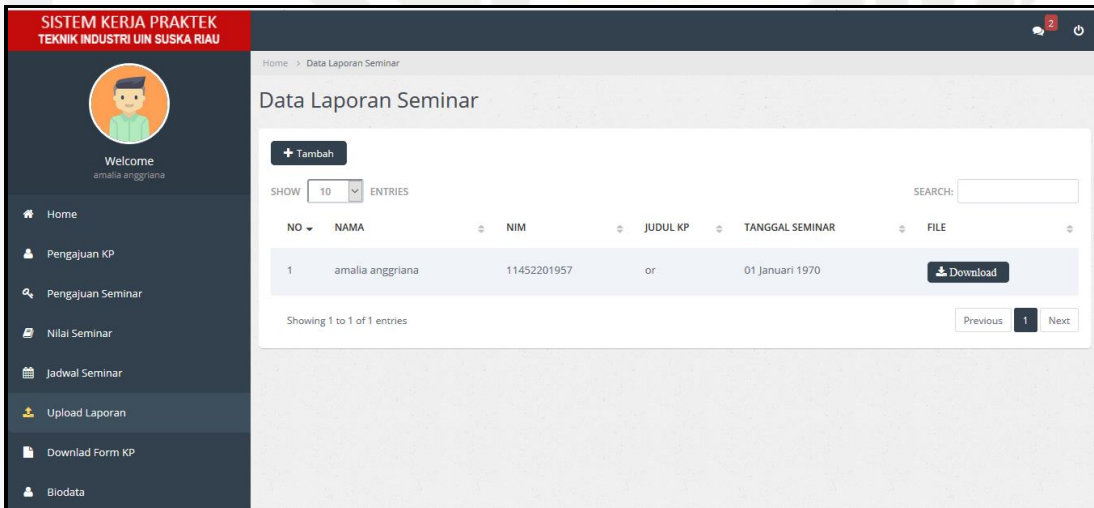 SISTEM KERJA PRAKTEK
TEKNIK INDUSTRI UIN SUSKA RIAU
2
Welcome
amalia anggriana
Home
Pengajuan KP
Pengajuan Seminar
Nilai Seminar
Jadwal Seminar
Upload Laporan
Downlad Form KP
Biodata
Home > Data Laporan Seminar
Data Laporan Seminar
+ Tambah
SHOW 10 ENTRIES
SEARCH:
NO NAMA NIM JUDUL KP TANGGAL SEMINAR FILE
1 amalia anggriana 11452201957 or 01 Januari 1970 Download
Showing 1 to 1 of 1 entries
Previous 1 Next